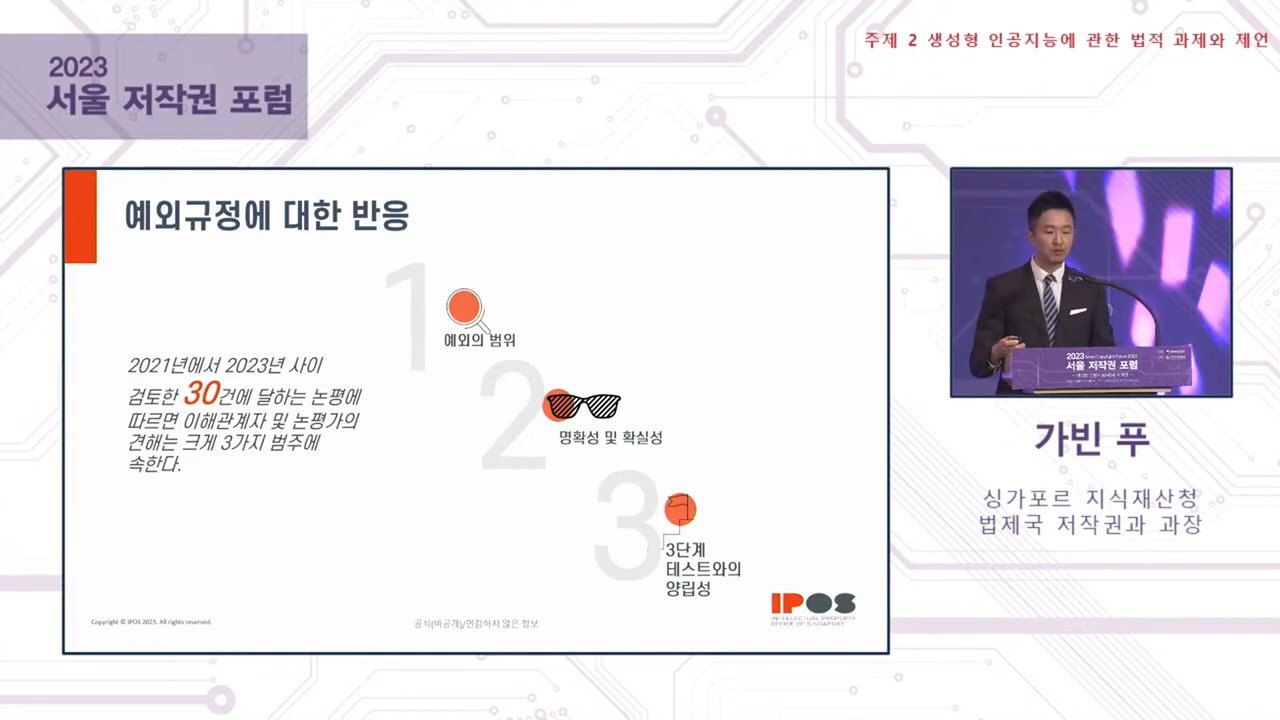 주제 2 생성형 인공지능에 관한 법적 과제와 제언
2023
서울 저작권 포럼
예외규정에 대한 반응
1
예외의 범위
2021년에서 2023년 사이
검토한 30건에 달하는 논평에
따르면 이해관계자 및 논평가의
견해는 크게 3가지 범주에
속한다.
2
명확성 및 확실성
3
3단계
테스트와의
양립성
IPOS
INTELLECTUAL PROPERTY
OFFICE OF SINGAPORE
Copyright © IPOS 2023. All rights reserved.
공식(비공개)/민감하지 않은 정보
2023 Seoul Copyright Forum 2023
서울 저작권 포럼
가빈 푸
싱가포르 지식재산청
법제국 저작권과 과장